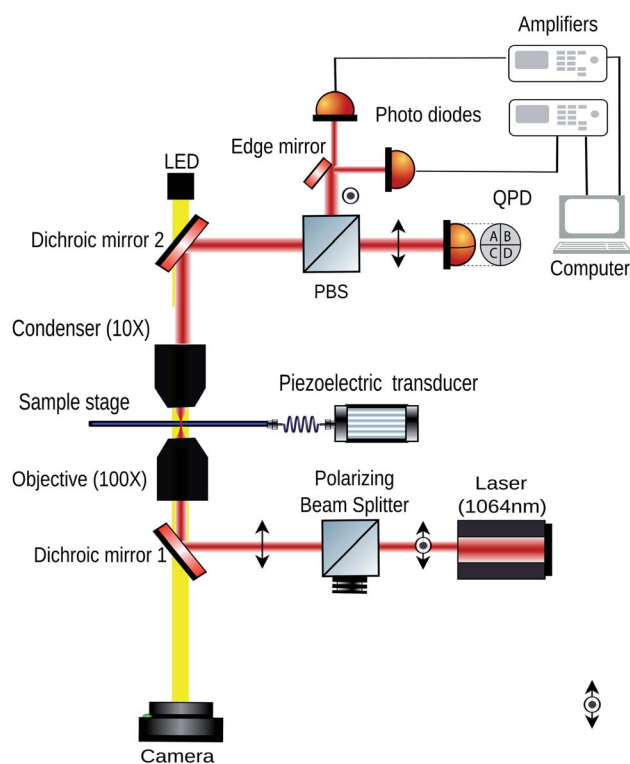 Amplifiers
Photo diodes
Edge mirror
LED
QPD
A B
C D
Dichroic mirror 2
Computer
PBS
Condenser (10X)
Piezoelectric transducer
Sample stage
Objective (100X)
Polarizing
Beam Splitter
Laser
(1064nm)
Dichroic mirror 1
Camera